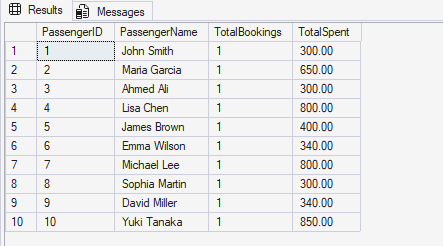 Results Messages
PassengerID PassengerName TotalBookings TotalSpent
1 1 John Smith 1 300.00
2 2 Maria Garcia 1 650.00
3 3 Ahmed Ali 1 300.00
4 4 Lisa Chen 1 800.00
5 5 James Brown 1 400.00
6 6 Emma Wilson 1 340.00
7 7 Michael Lee 1 800.00
8 8 Sophia Martin 1 300.00
9 9 David Miller 1 340.00
10 10 Yuki Tanaka 1 850.00